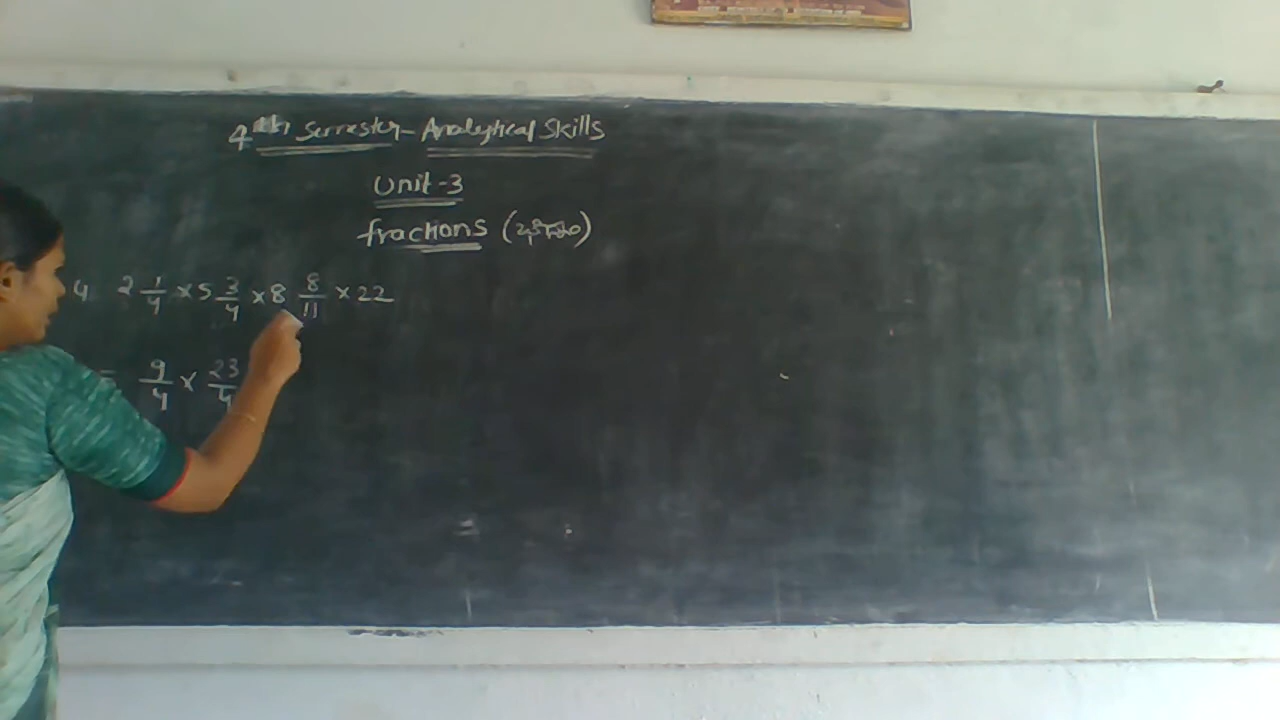 4th Semester - Analytical Skills
Unit-3
fractions
4 2 1/4 × 5 3/4 × 8 8/11 × 22
= 9/4 × 23/4